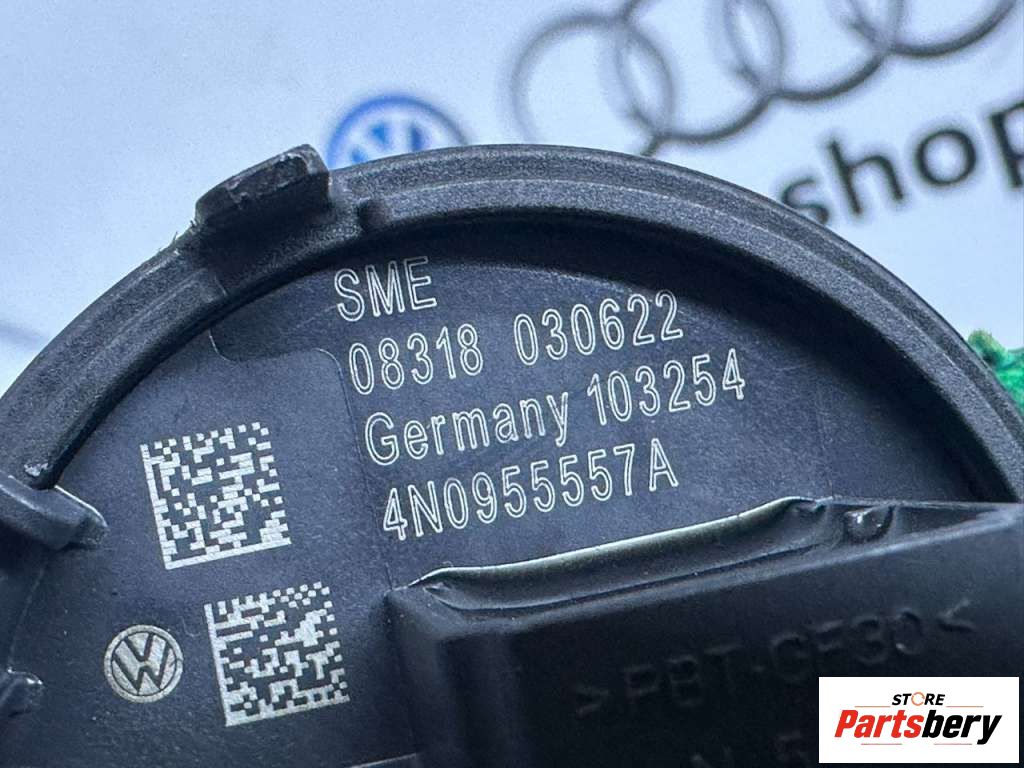 shop
SME
08318 030622
Germany 103254
4N0955557A
>PBT-GF30<
STORE
Partsbery